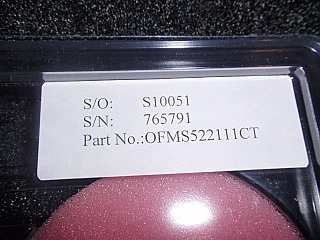 S/O: S10051
S/N: 765791
Part No.:OFMS522111CT